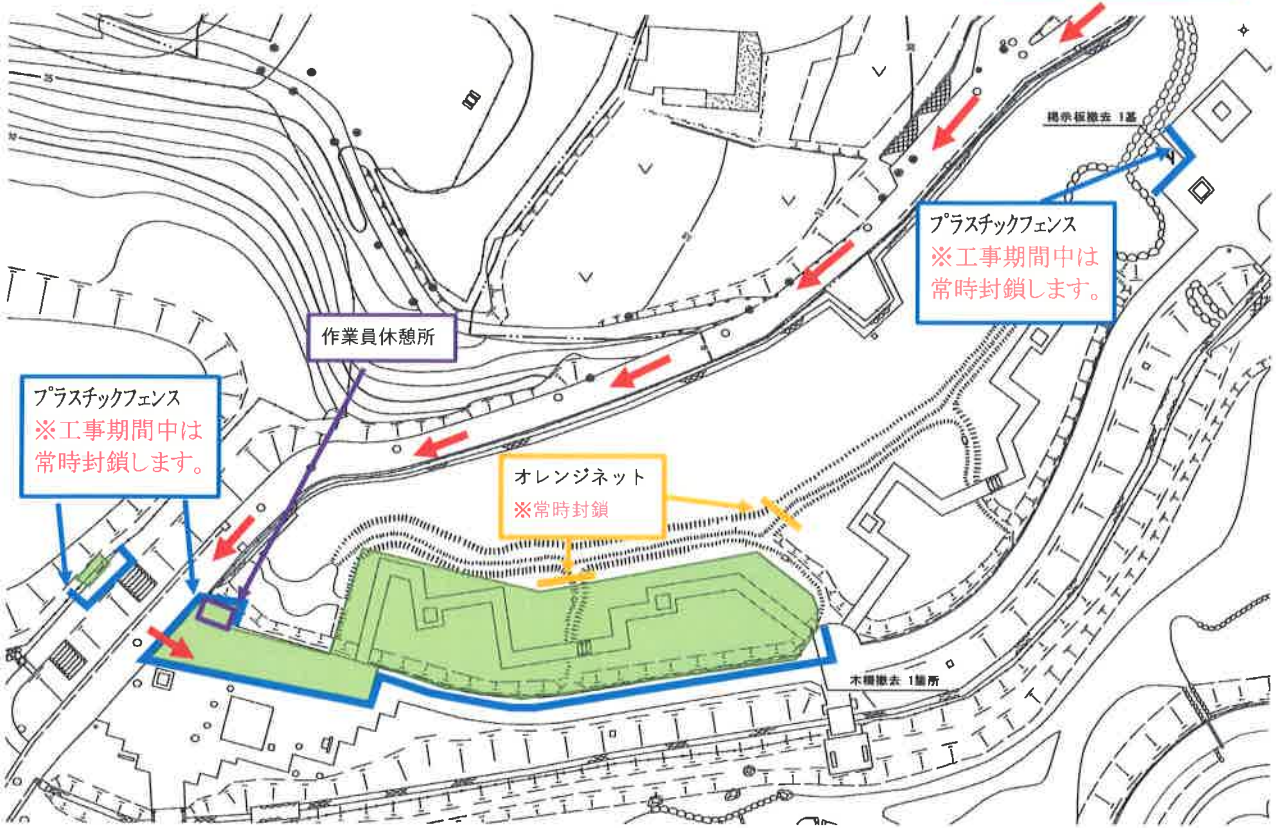 掲示板撤去 1基
プラスチックフェンス
※工事期間中は
常時封鎖します。
作業員休憩所
プラスチックフェンス
※工事期間中は
常時封鎖します。
オレンジネット
※常時封鎖
木柵撤去 1箇所